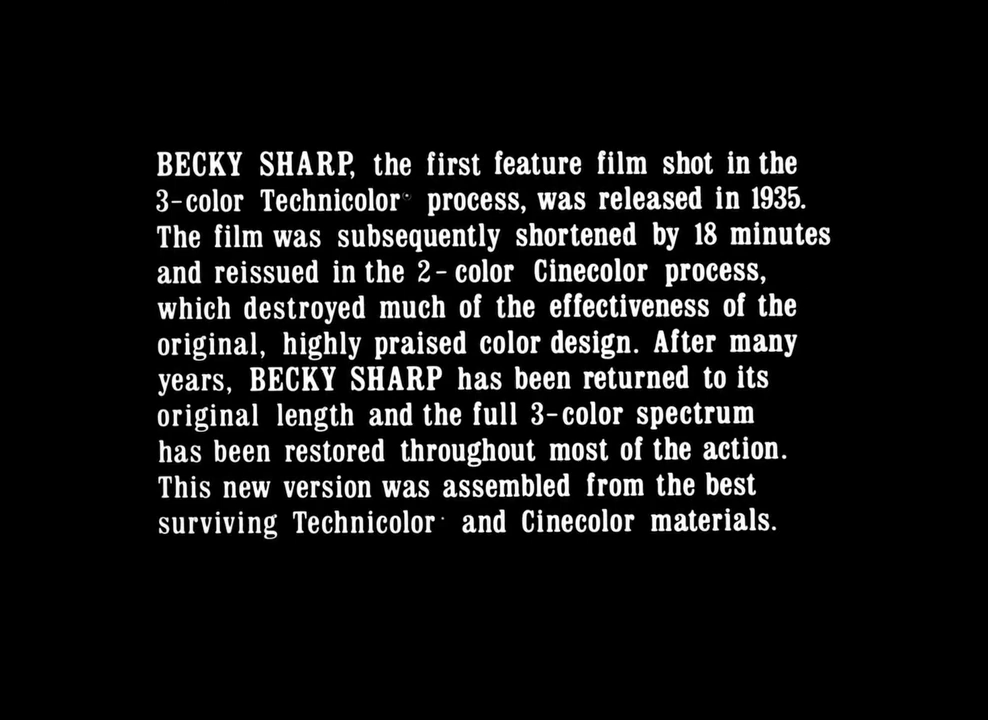 BECKY SHARP, the first feature film shot in the
3-color Technicolor® process, was released in 1935.
The film was subsequently shortened by 18 minutes
and reissued in the 2-color Cinecolor process,
which destroyed much of the effectiveness of the
original, highly praised color design. After many
years, BECKY SHARP has been returned to its
original length and the full 3-color spectrum
has been restored throughout most of the action.
This new version was assembled from the best
surviving Technicolor and Cinecolor materials.